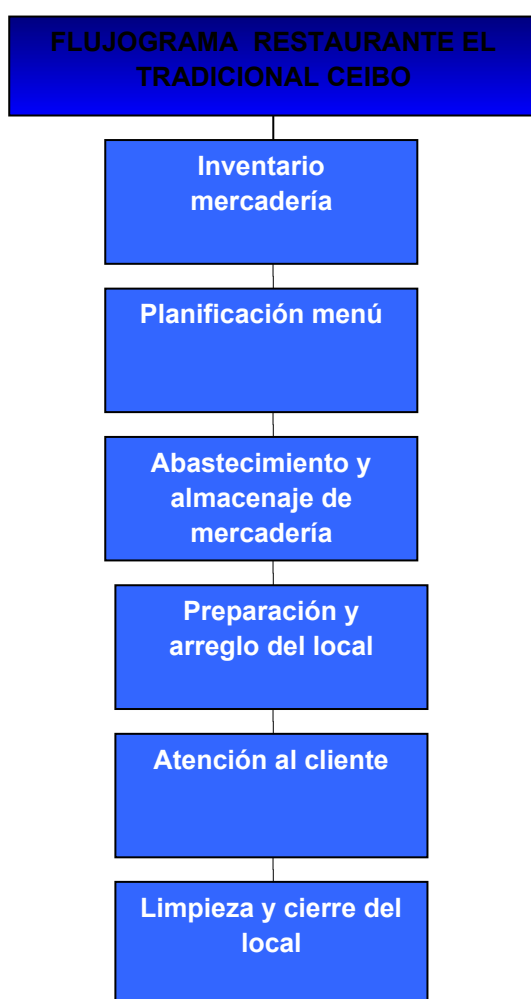 FLUJOGRAMA RESTAURANTE EL
TRADICIONAL CEIBO
Inventario
mercadería
Planificación menú
Abastecimiento y
almacenaje de
mercadería
Preparación y
arreglo del local
Atención al cliente
Limpieza y cierre del
local